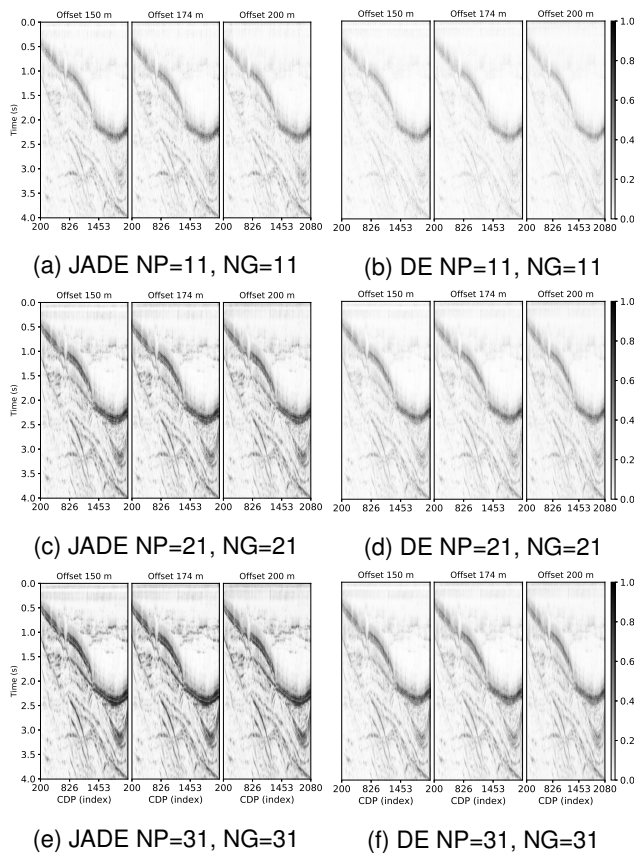 Offset 150 m Offset 174 m Offset 200 m
0.0
0.5
1.0
1.5
2.0
2.5
3.0
3.5
4.0
Time (s)
200 826 1453 200 826 1453 200 826 1453 2080
(a) JADE NP=11, NG=11
Offset 150 m Offset 174 m Offset 200 m
1.0
0.8
0.6
0.4
0.2
0.0
200 826 1453 200 826 1453 200 826 1453 2080
(b) DE NP=11, NG=11
Offset 150 m Offset 174 m Offset 200 m
0.0
0.5
1.0
1.5
2.0
2.5
3.0
3.5
4.0
Time (s)
200 826 1453 200 826 1453 200 826 1453 2080
(c) JADE NP=21, NG=21
Offset 150 m Offset 174 m Offset 200 m
1.0
0.8
0.6
0.4
0.2
0.0
200 826 1453 200 826 1453 200 826 1453 2080
(d) DE NP=21, NG=21
Offset 150 m Offset 174 m Offset 200 m
0.0
0.5
1.0
1.5
2.0
2.5
3.0
3.5
4.0
Time (s)
200 826 1453 200 826 1453 200 826 1453 2080
CDP (index) CDP (index) CDP (index)
(e) JADE NP=31, NG=31
Offset 150 m Offset 174 m Offset 200 m
1.0
0.8
0.6
0.4
0.2
0.0
200 826 1453 200 826 1453 200 826 1453 2080
CDP (index) CDP (index) CDP (index)
(f) DE NP=31, NG=31